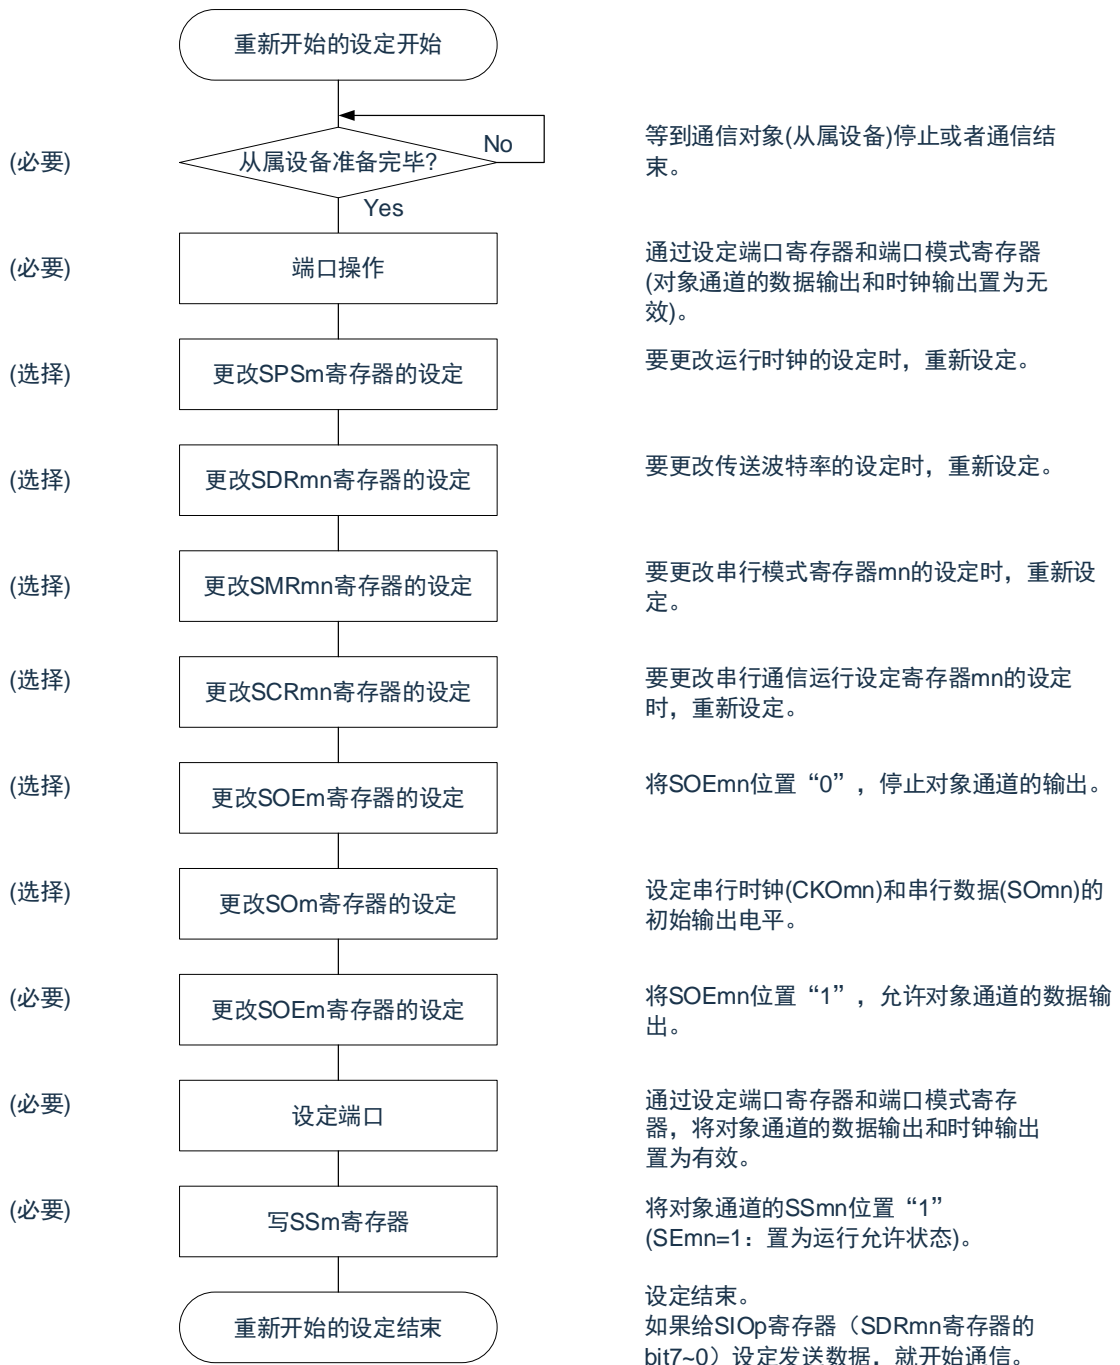 重新开始的设定开始
(必要)
从属设备准备完毕?
No
Yes
等到通信对象(从属设备)停止或者通信结
束。
(必要)
端口操作
通过设定端口寄存器和端口模式寄存器
(对象通道的数据输出和时钟输出置为无
效)。
(选择)
更改SPSm寄存器的设定
要更改运行时钟的设定时，重新设定。
(选择)
更改SDRmn寄存器的设定
要更改传送波特率的设定时，重新设定。
(选择)
更改SMRmn寄存器的设定
要更改串行模式寄存器mn的设定时，重新设
定。
(选择)
更改SCRmn寄存器的设定
要更改串行通信运行设定寄存器mn的设定
时，重新设定。
(选择)
更改SOEm寄存器的设定
将SOEmn位置“0”，停止对象通道的输出。
(选择)
更改SOm寄存器的设定
设定串行时钟(CKOmn)和串行数据(SOmn)的
初始输出电平。
(必要)
更改SOEm寄存器的设定
将SOEmn位置“1”，允许对象通道的数据输
出。
(必要)
设定端口
通过设定端口寄存器和端口模式寄存
器，将对象通道的数据输出和时钟输出
置为有效。
(必要)
写SSm寄存器
将对象通道的SSmn位置“1”
(SEmn=1：置为运行允许状态)。
重新开始的设定结束
设定结束。
如果给SIOp寄存器（SDRmn寄存器的
bit7~0）设定发送数据，就开始通信。